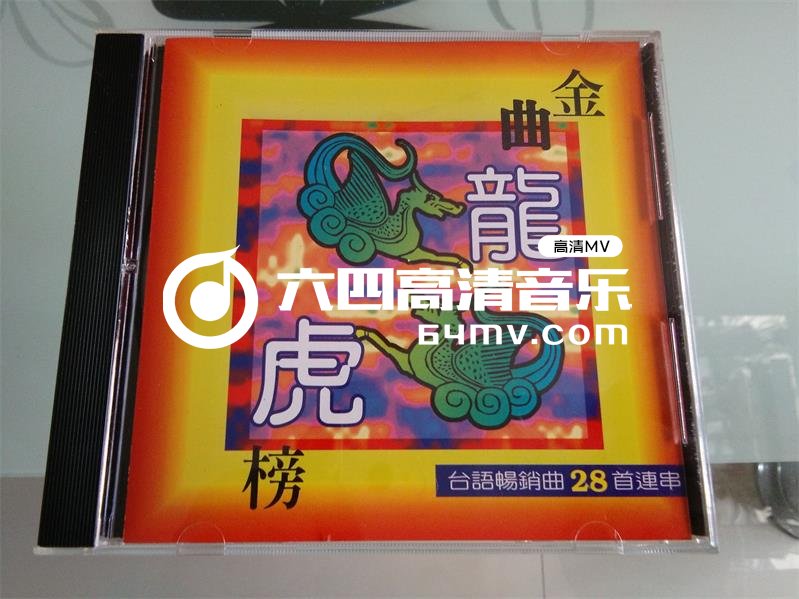 金曲
龍
虎
榜
台語暢銷曲28首連串
高清MV
六四高清音乐
64mv.com